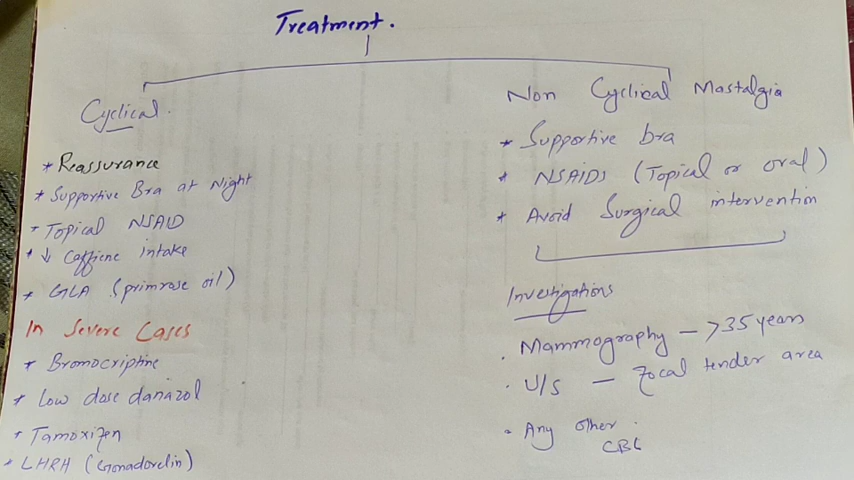 Treatment.
Cyclical.
* Reassurance
* Supportive Bra at Night
* Topical NSAID
* ↓ Caffiene intake
* GLA (primrose oil)
In Severe Cases
* Bromocriptine
* Low dose danazol
* Tamoxifen
* LHRH (Gonadorelin)
Non Cyclical Mastalgia
* Supportive bra
* NSAIDs (Topical or oral)
* Avoid Surgical intervention
Investigations
. Mammography — >35 years
. U/S — Focal tender area
. Any other
CBC